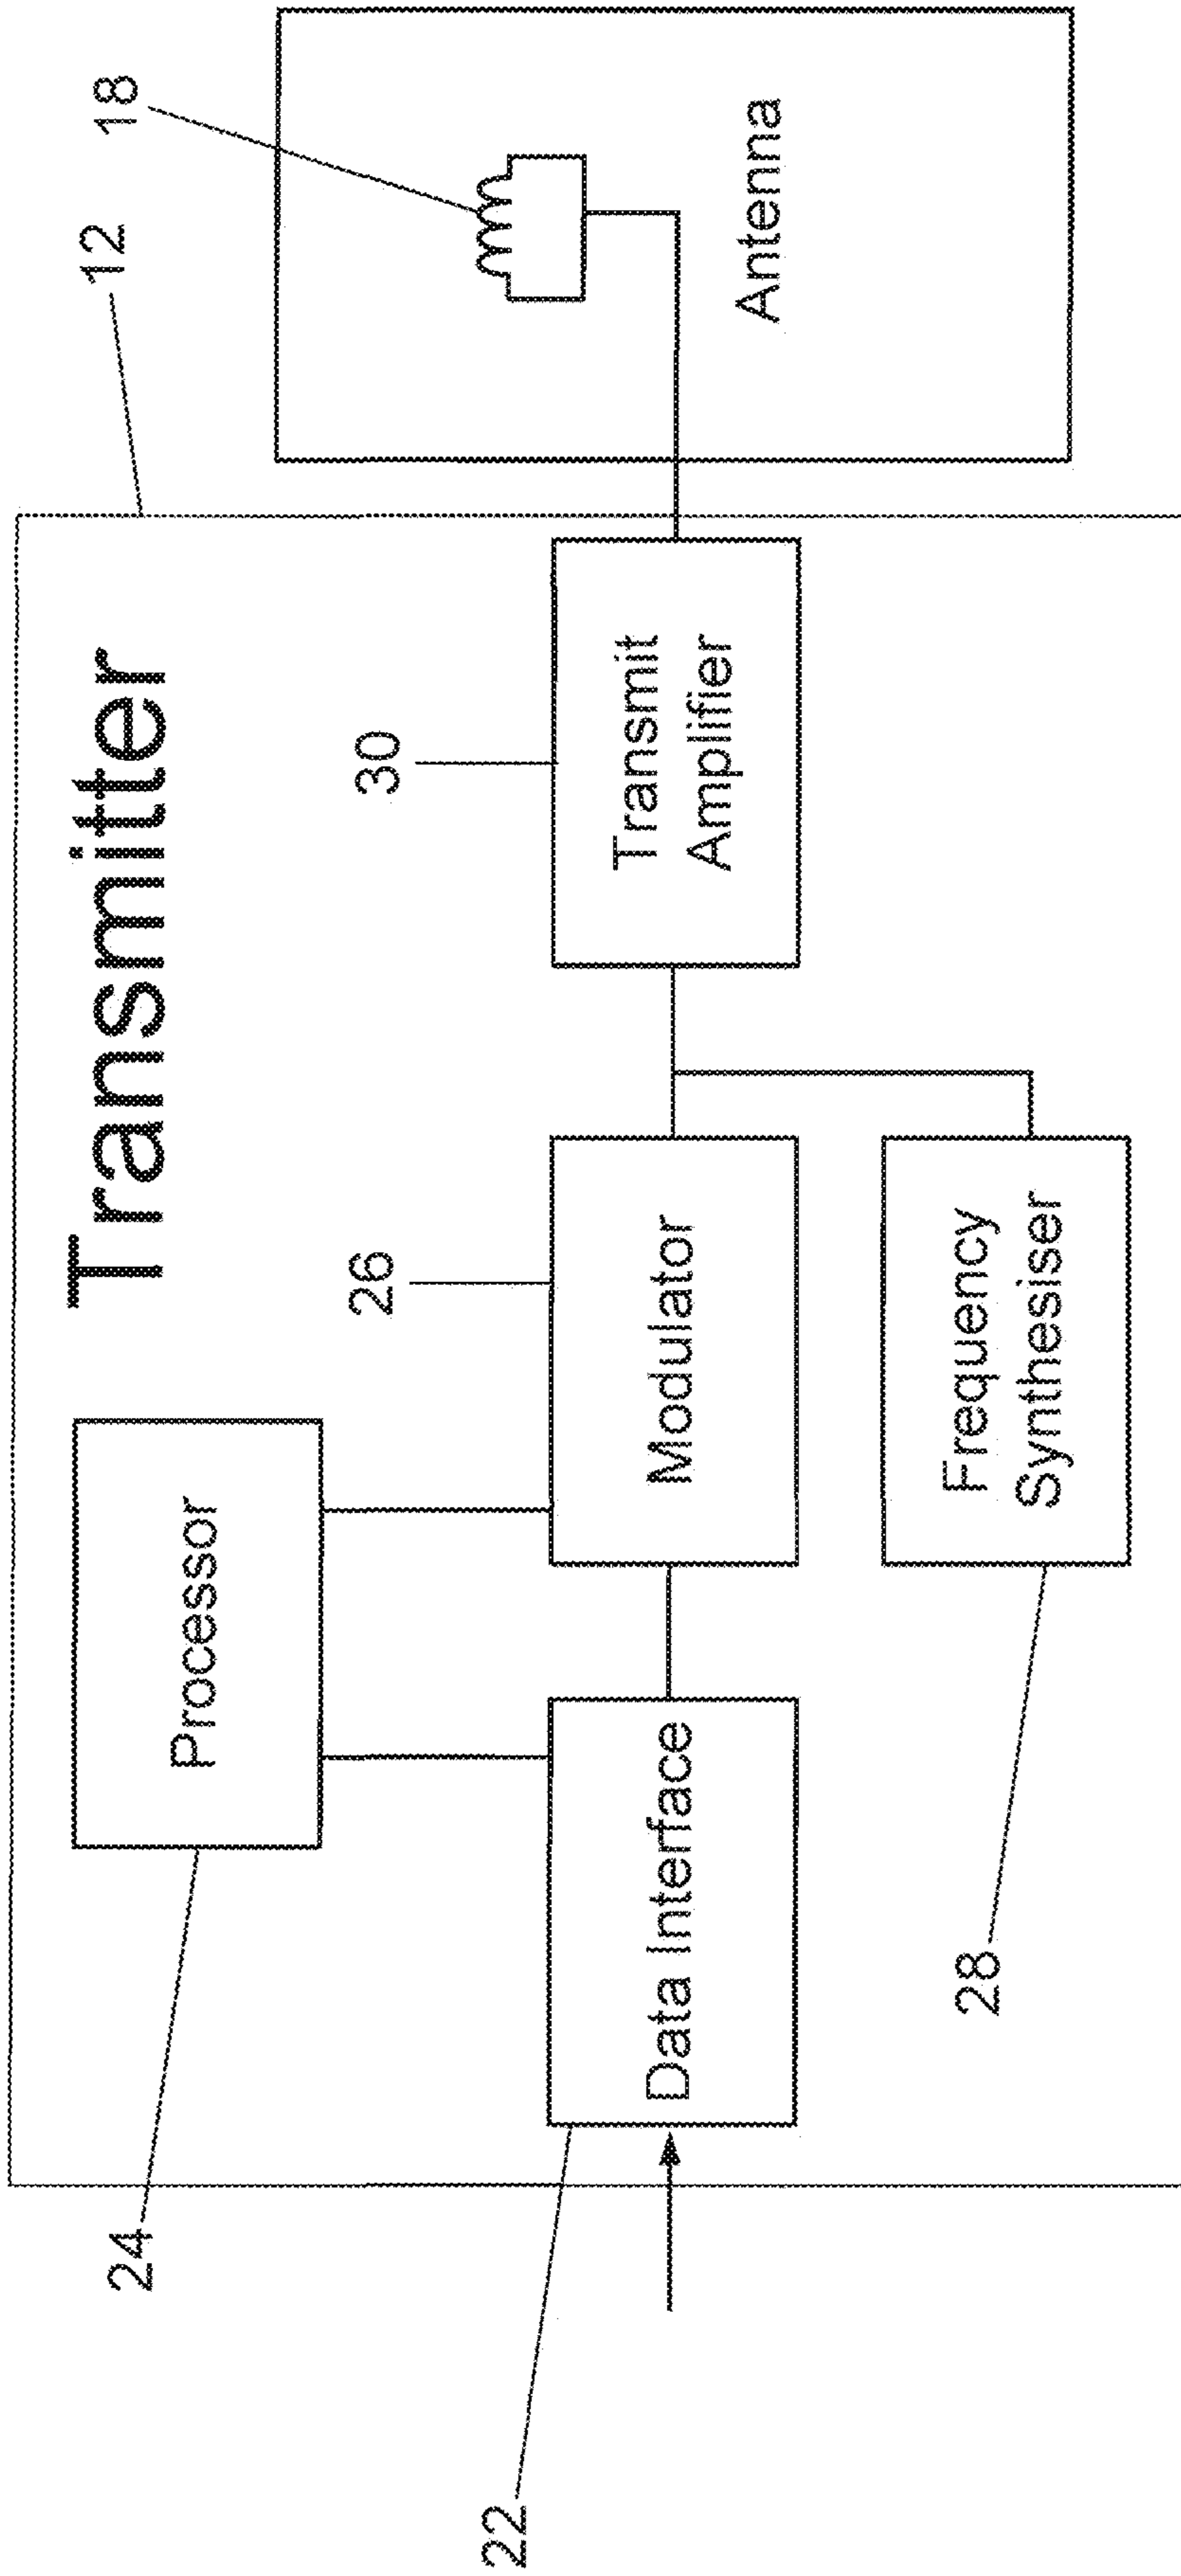 Transmitter
12
18
24
Processor
26
30
22
Data Interface
Modulator
Transmit
Amplifier
Antenna
28
Frequency
Synthesiser